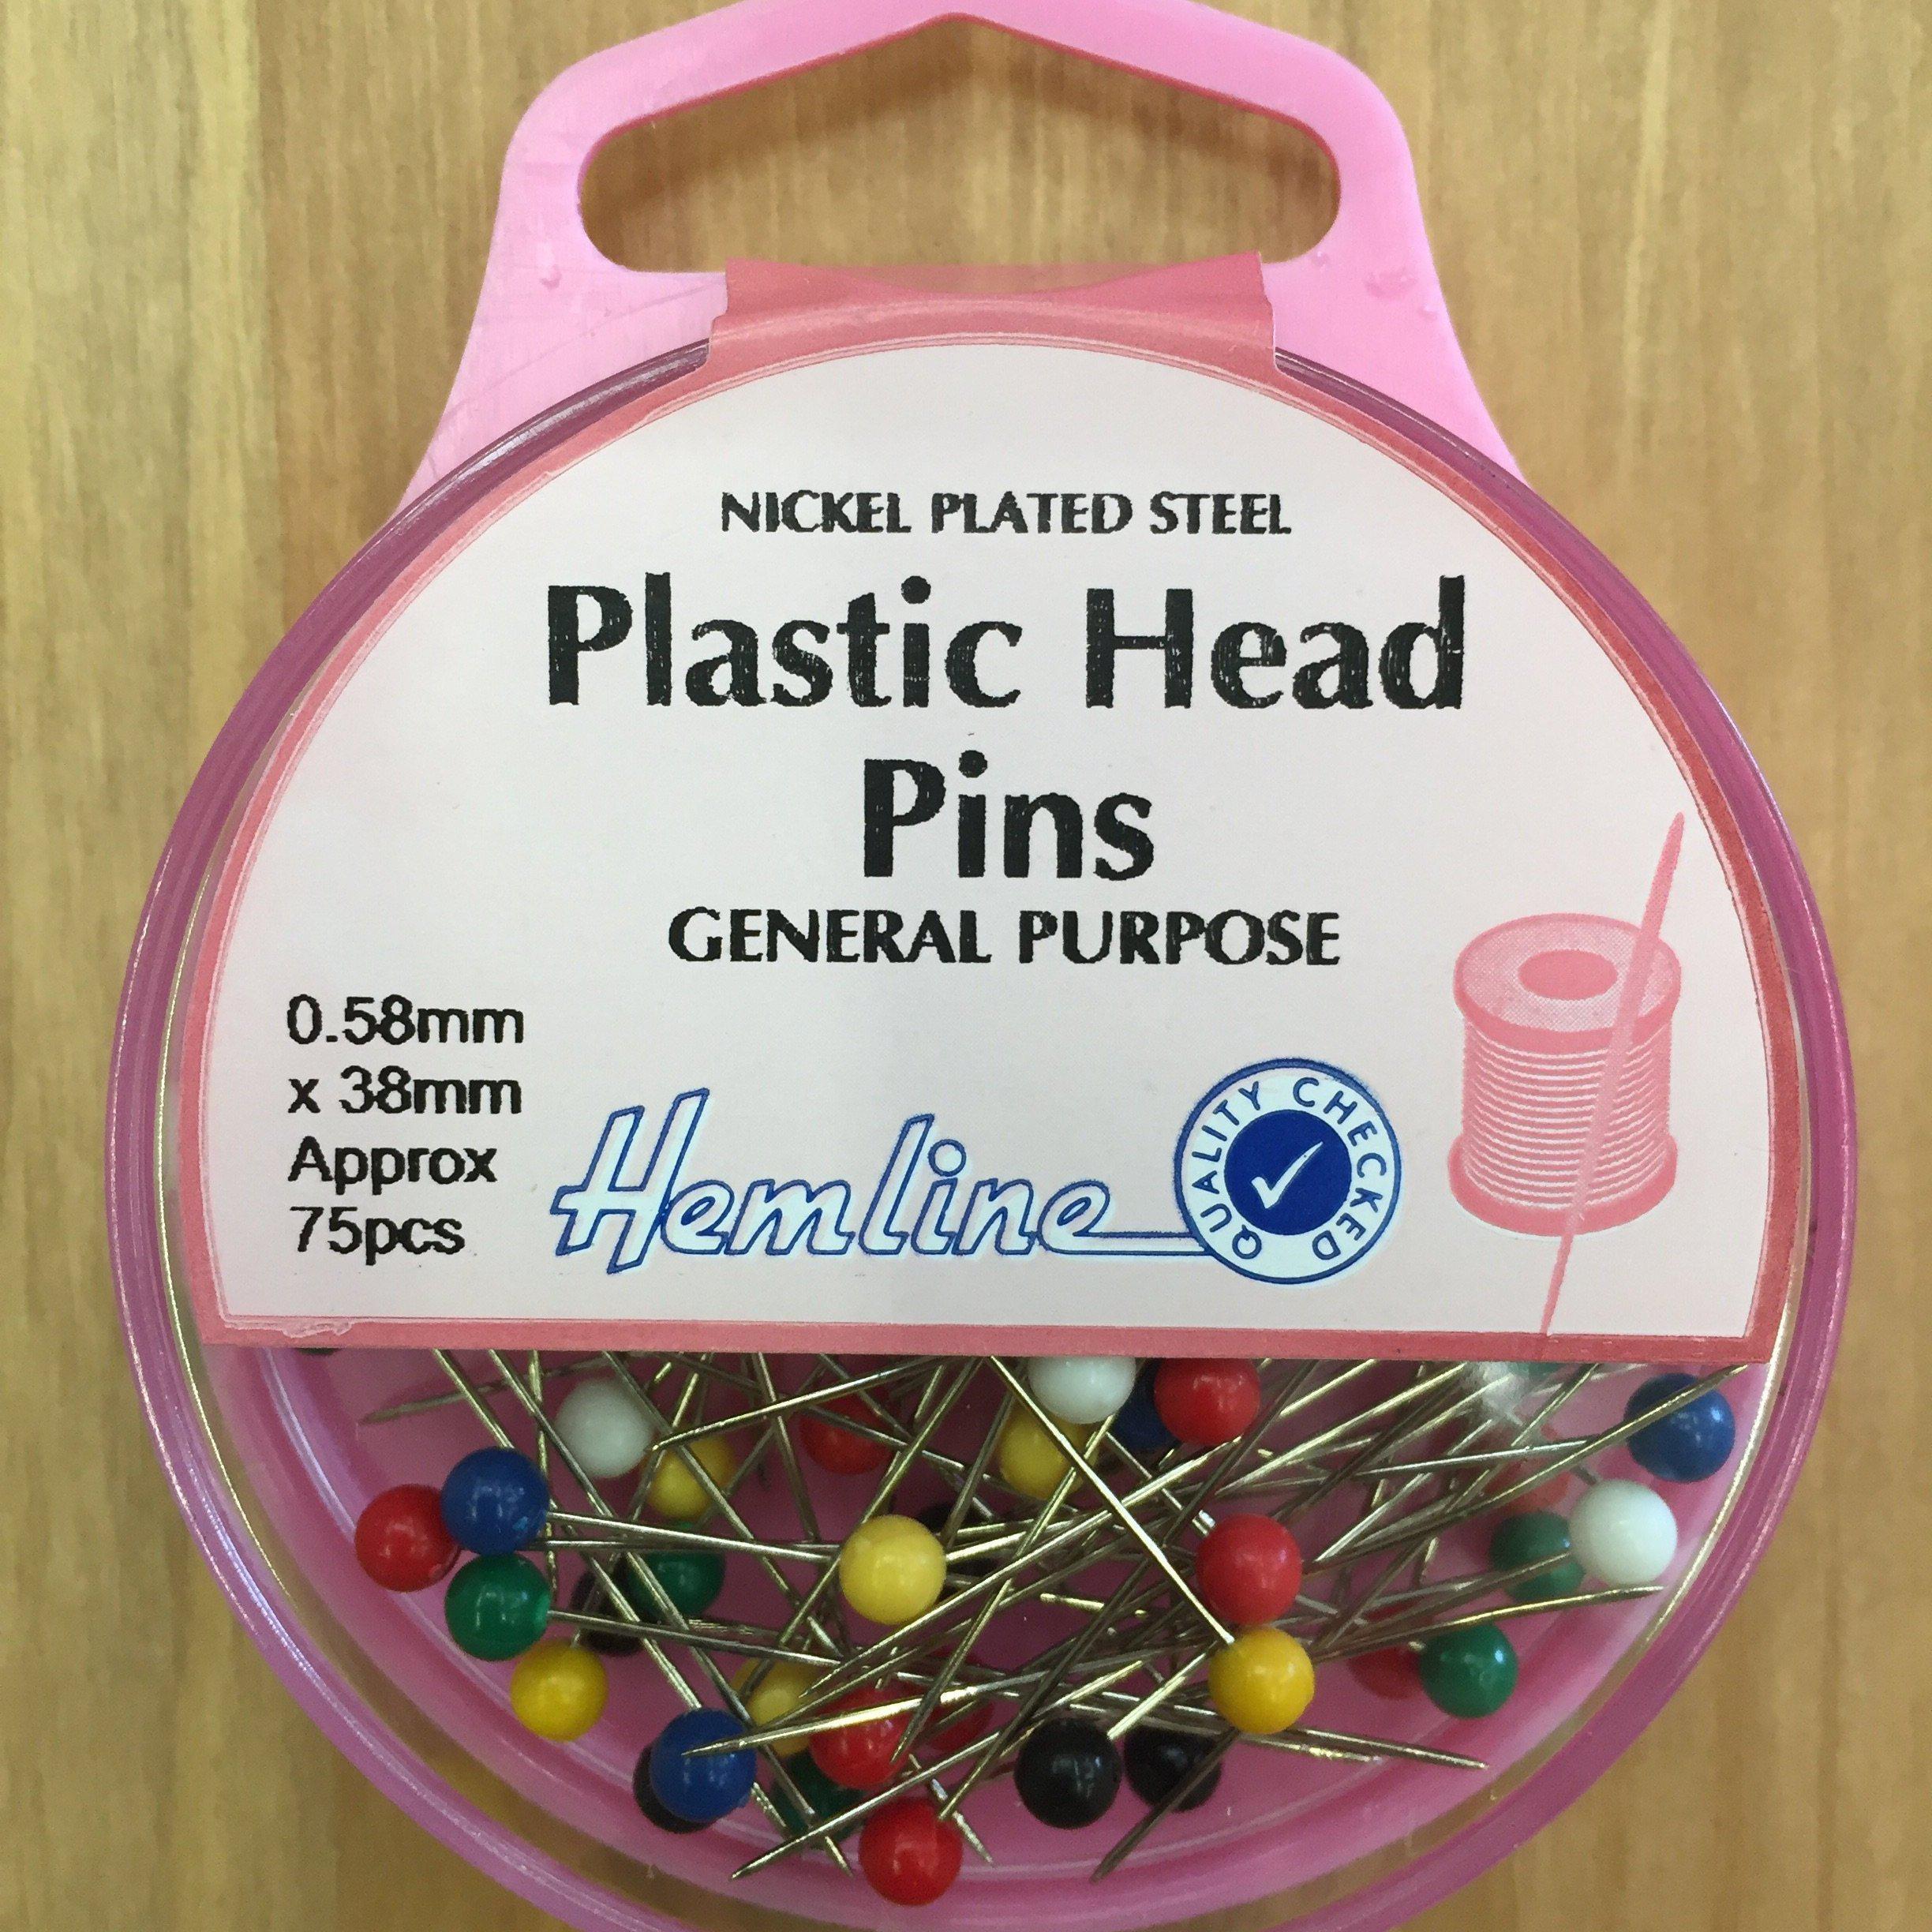 NICKEL PLATED STEEL
Plastic Head
Pins
GENERAL PURPOSE
0.58mm
x 38mm
Approx
75pcs
Hemline
QUALITY CHECKED